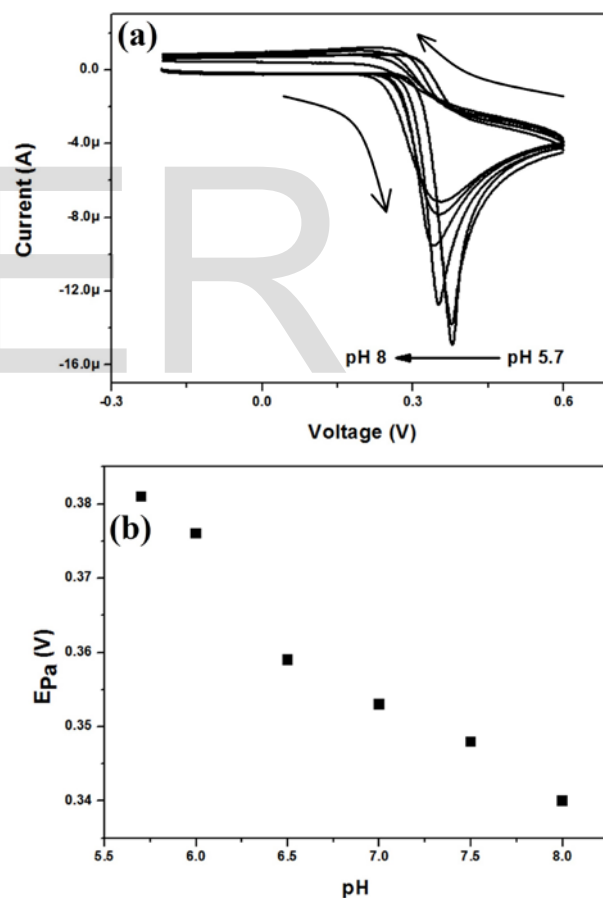 (a)
0.0
-4.0µ
-8.0µ
-12.0µ
-16.0µ
Current (A)
ER
pH 8
pH 5.7
-0.3
0.0
0.3
0.6
Voltage (V)
(b)
0.38
0.37
0.36
0.35
0.34
EPa (V)
5.5
6.0
6.5
7.0
7.5
8.0
pH